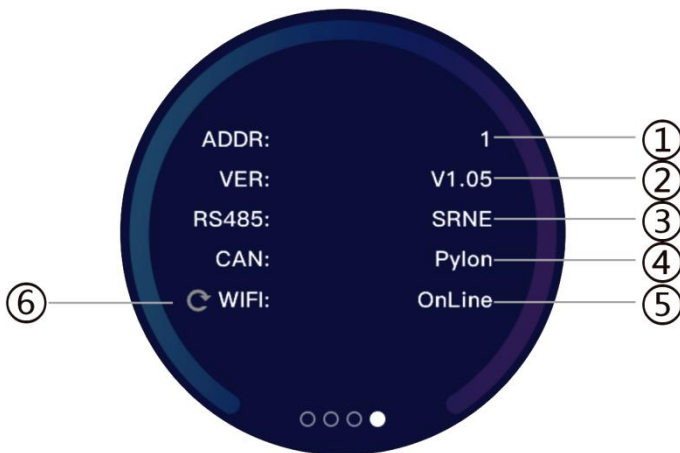 ADDR: 1 ①
VER: V1.05 ②
RS485: SRNE ③
CAN: Pylon ④
⑥ WIFI: OnLine ⑤